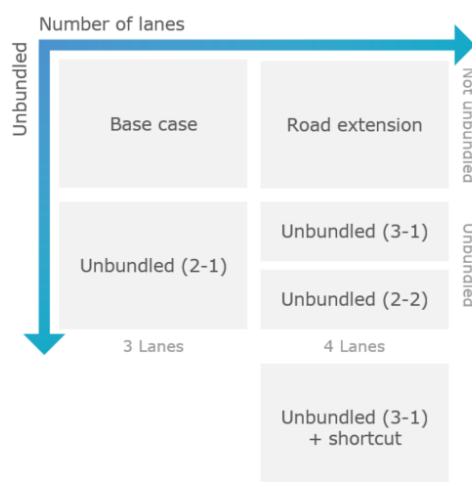 Number of lanes
Unbundled
Base case
Road extension
Not unbundled
Unbundled (2-1)
Unbundled (3-1)
Unbundled (2-2)
Unbundled
3 Lanes
4 Lanes
Unbundled (3-1)
+ shortcut